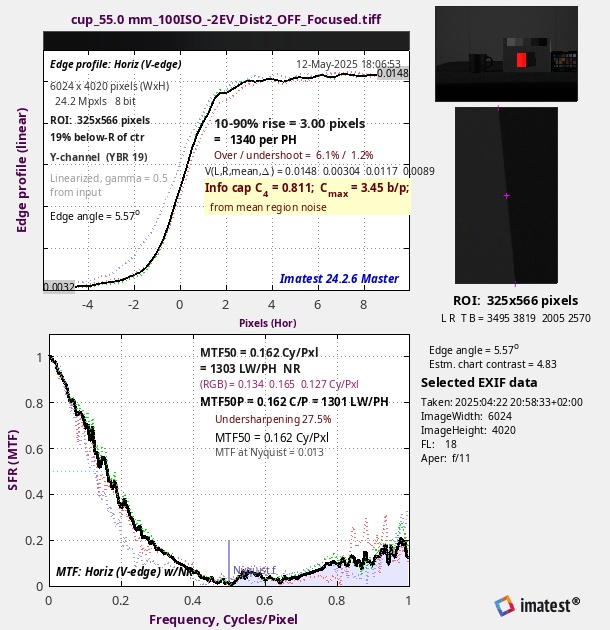 cup_55.0 mm_100ISO_-2EV_Dist2_OFF_Focused.tiff
Edge profile: Horiz (V-edge)
12-May-2025 18:06:53
0.0148
6024 x 4020 pixels (WxH)
24.2 Mpxls   8 bit
ROI:  325x566 pixels
19% below-R of ctr
Y-channel  (YBR 19)
Linearized, gamma = 0.5
from input
Edge angle = 5.57°
10-90% rise = 3.00 pixels
=  1340 per PH
Over / undershoot =  6.1% /  1.2%
V(L,R,mean,Δ) = 0.0148  0.00304  0.0117  0.0089
Info cap C4 = 0.811;  Cmax = 3.45 b/p;
from mean region noise
Imatest 24.2.6 Master
0.0032
Edge profile (linear)
-4 -2 0 2 4 6 8
Pixels (Hor)
ROI:  325x566 pixels
L R  T B = 3495 3819  2005 2570
MTF50 = 0.162 Cy/Pxl
= 1303 LW/PH  NR
(RGB) = 0.134  0.165  0.127 Cy/Pxl
MTF50P = 0.162 C/P = 1301 LW/PH
Undersharpening 27.5%
MTF50 = 0.162 Cy/Pxl
MTF at Nyquist = 0.013
Nyquist f
MTF: Horiz (V-edge) w/NR
SFR (MTF)
1
0.8
0.6
0.4
0.2
0
0 0.2 0.4 0.6 0.8 1
Frequency, Cycles/Pixel
Edge angle = 5.57°
Estm. chart contrast = 4.83
Selected EXIF data
Taken: 2025:04:22 20:58:33+02:00
ImageWidth:  6024
ImageHeight:  4020
FL:   18
Aper:  f/11
imatest®